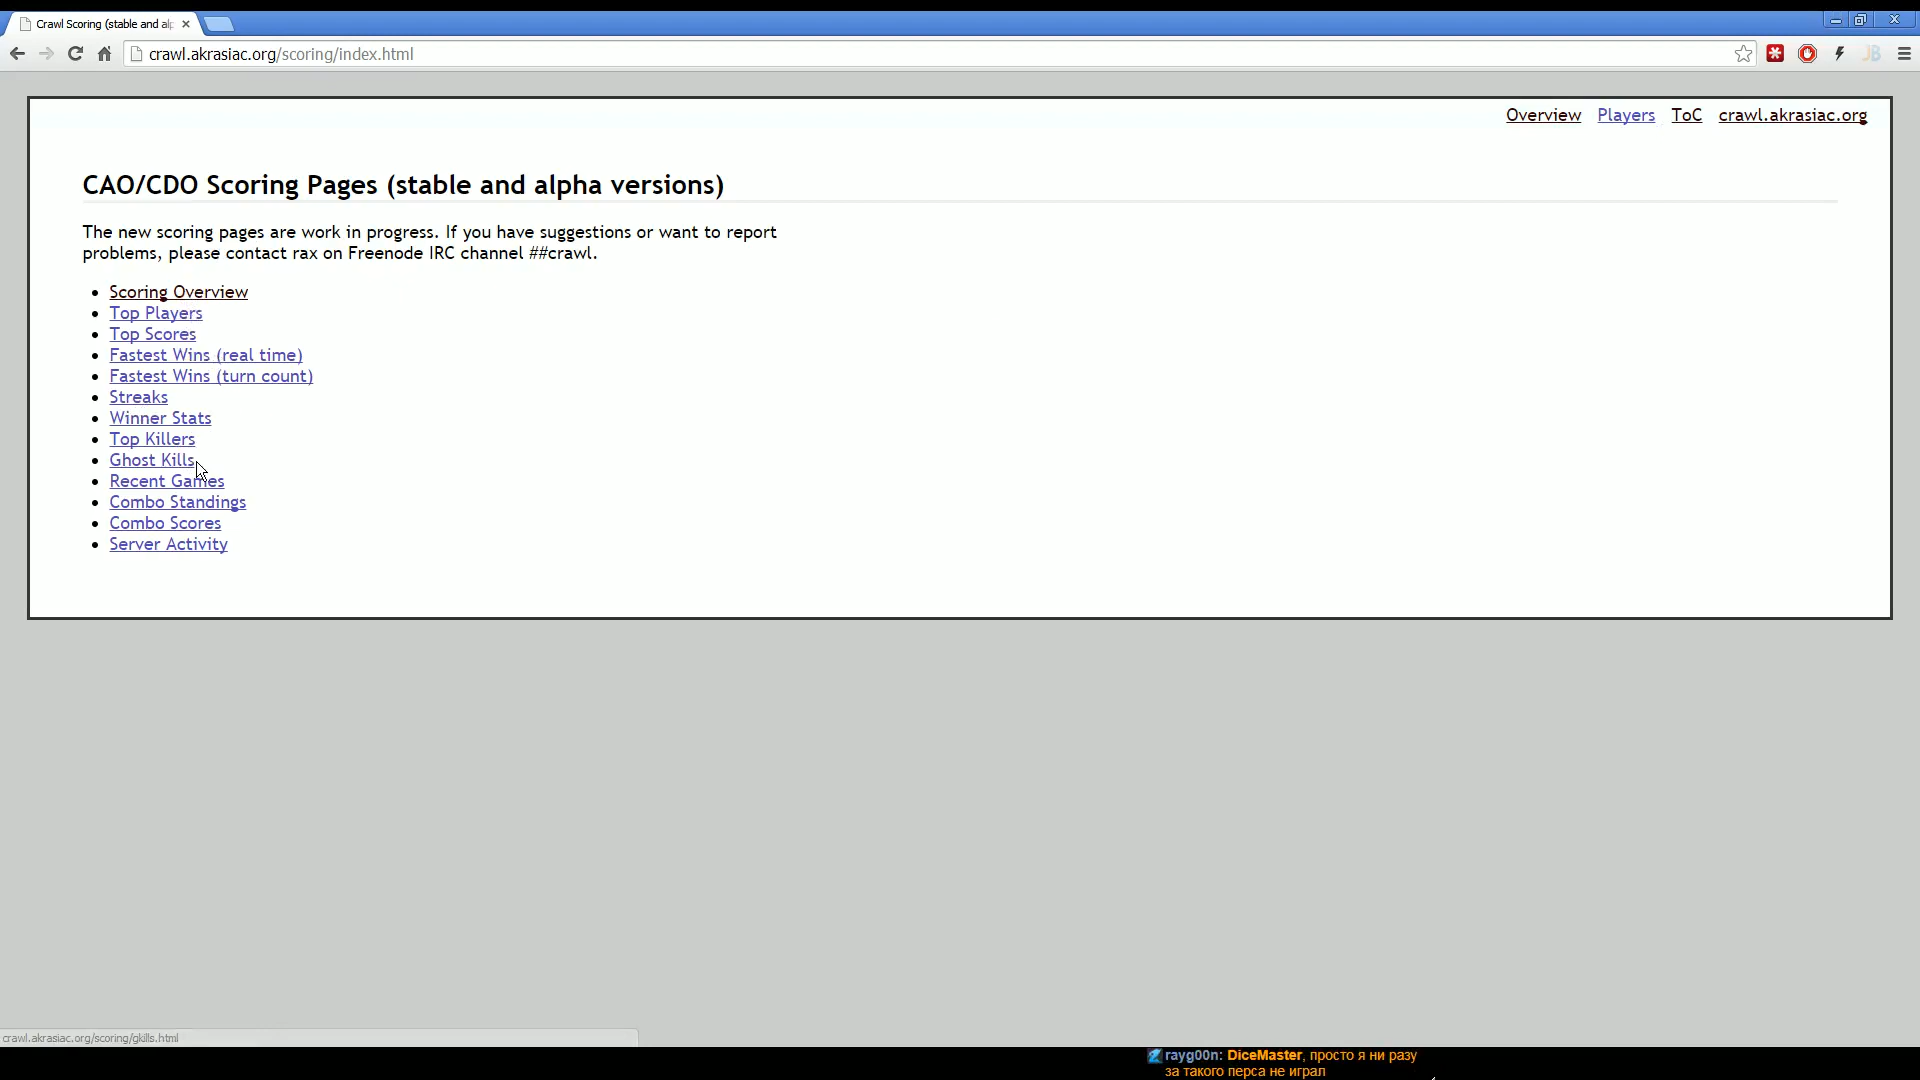 Crawl Scoring (stable and alp
crawl.akrasiac.org/scoring/index.html
JB
Overview Players ToC crawl.akrasiac.org
CAO/CDO Scoring Pages (stable and alpha versions)
The new scoring pages are work in progress. If you have suggestions or want to report
problems, please contact rax on Freenode IRC channel ##crawl.
Scoring Overview
Top Players
Top Scores
Fastest Wins (real time)
Fastest Wins (turn count)
Streaks
Winner Stats
Top Killers
Ghost Kills
Recent Games
Combo Standings
Combo Scores
Server Activity
crawl.akrasiac.org/scoring/gkills.html
rayg00n: DiceMaster, просто я ни разу
за такого перса не играл